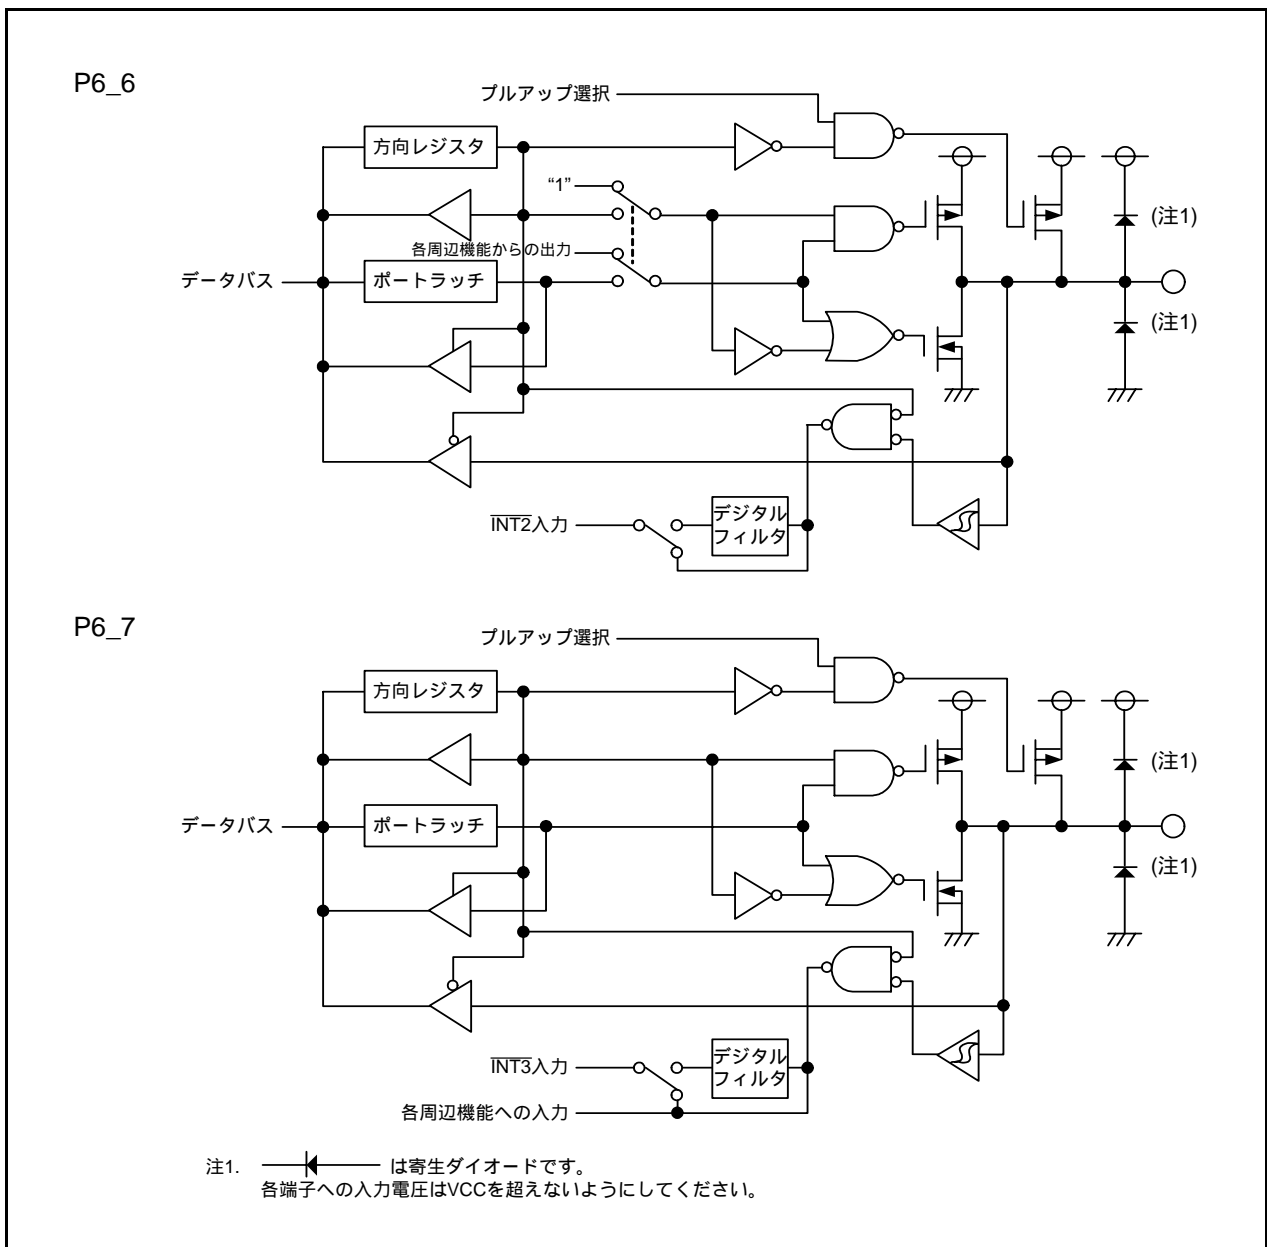 P6_6
プルアップ選択
方向レジスタ
“1”
(注1)
各周辺機能からの出力
データバス
ポートラッチ
(注1)
INT2入力
デジタル
フィルタ
P6_7
プルアップ選択
方向レジスタ
(注1)
データバス
ポートラッチ
(注1)
INT3入力
デジタル
フィルタ
各周辺機能への入力
注1. は寄生ダイオードです。
各端子への入力電圧はVCCを超えないようにしてください。